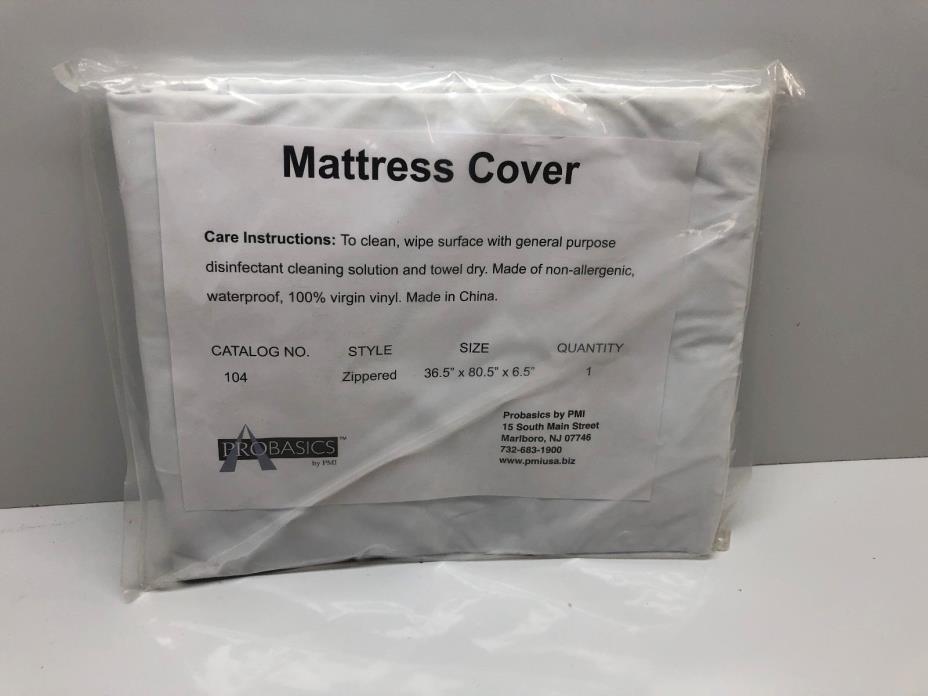 Mattress Cover
Care Instructions: To clean, wipe surface with general purpose
disinfectant cleaning solution and towel dry. Made of non-allergenic,
waterproof, 100% virgin vinyl. Made in China.
CATALOG NO. STYLE SIZE QUANTITY
104 Zippered 36.5" x 80.5" x 6.5" 1
PROBASICS™
by PMI
Probasics by PMI
15 South Main Street
Marlboro, NJ 07746
732-683-1900
www.pmiusa.biz